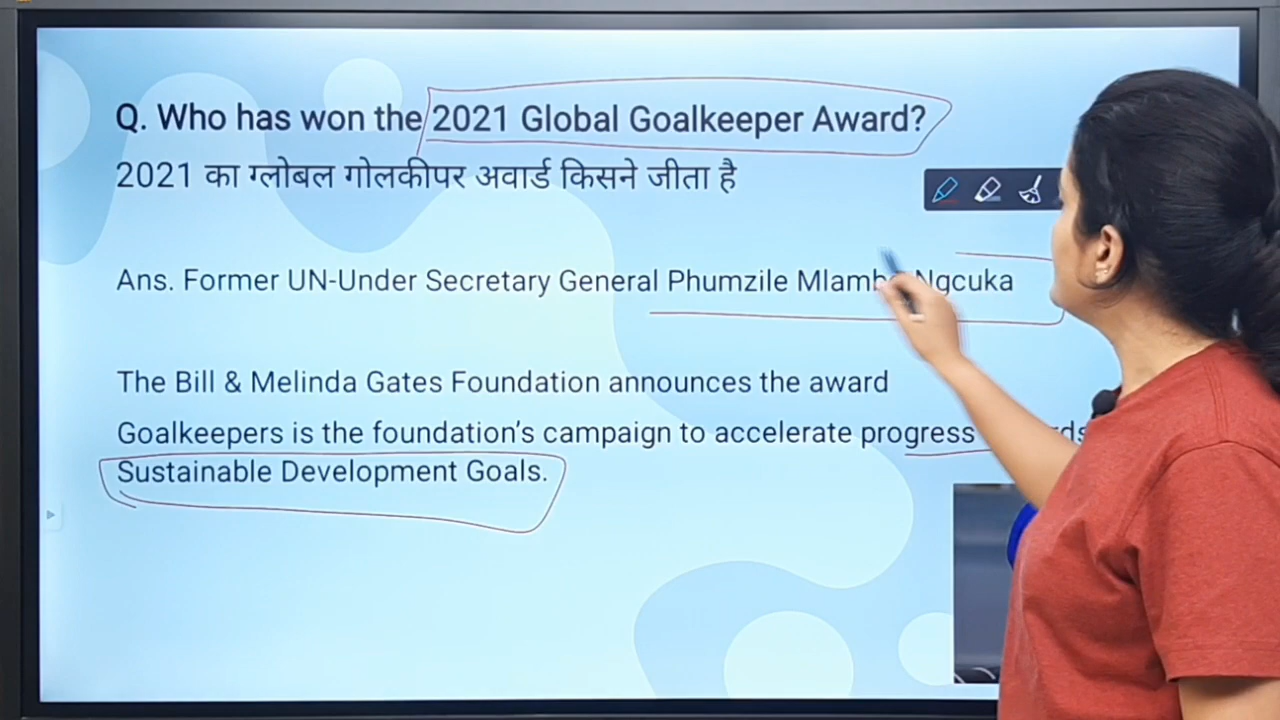 Q. Who has won the 2021 Global Goalkeeper Award?
2021 का ग्लोबल गोलकीपर अवार्ड किसने जीता है
Ans. Former UN-Under Secretary General Phumzile Ngcuka
The Bill & Melinda Gates Foundation announces the award
Goalkeepers is the foundation's campaign to accelerate progress
Sustainable Development Goals.